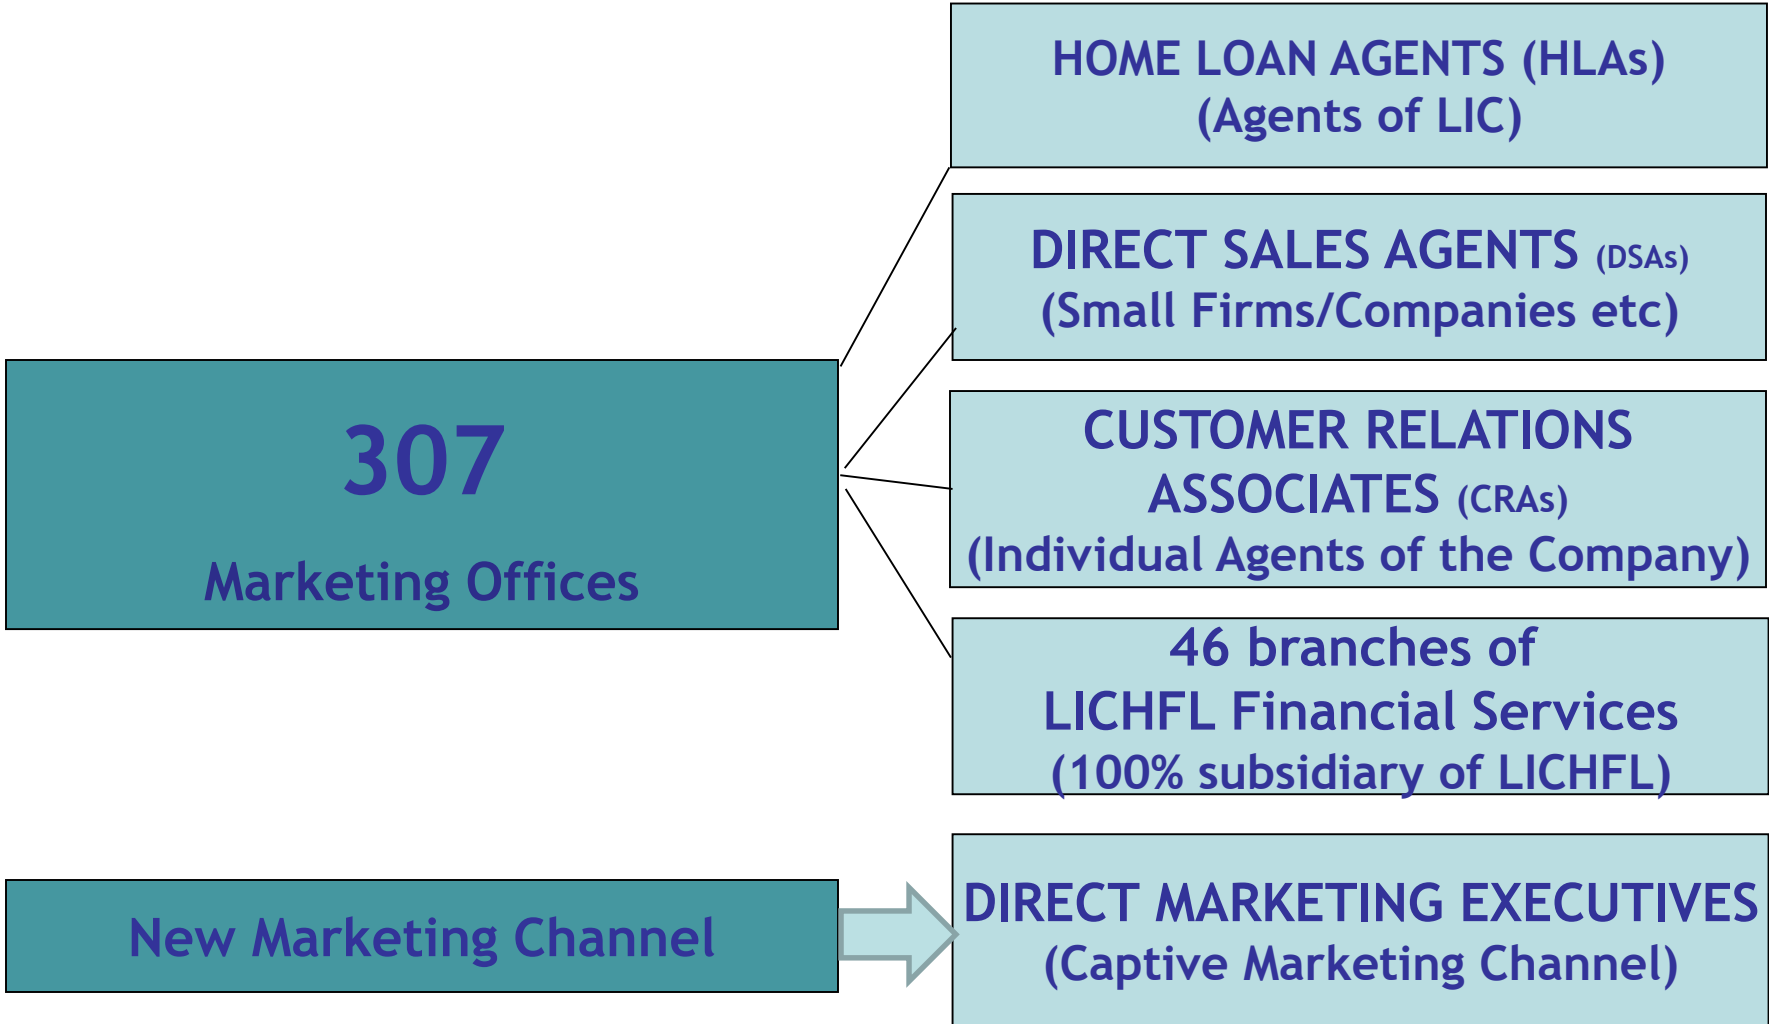 HOME LOAN AGENTS (HLAs)
(Agents of LIC)
DIRECT SALES AGENTS (DSAs)
(Small Firms/Companies etc)
307
Marketing Offices
CUSTOMER RELATIONS
ASSOCIATES (CRAs)
(Individual Agents of the Company)
46 branches of
LICHFL Financial Services
(100% subsidiary of LICHFL)
New Marketing Channel
DIRECT MARKETING EXECUTIVES
(Captive Marketing Channel)